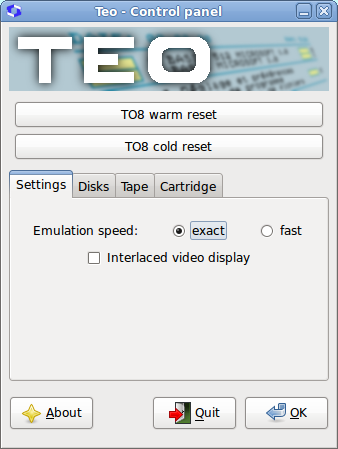 Teo - Control panel
TEO
TO8 warm reset
TO8 cold reset
Settings Disks Tape Cartridge
Emulation speed: exact fast
Interlaced video display
About Quit OK